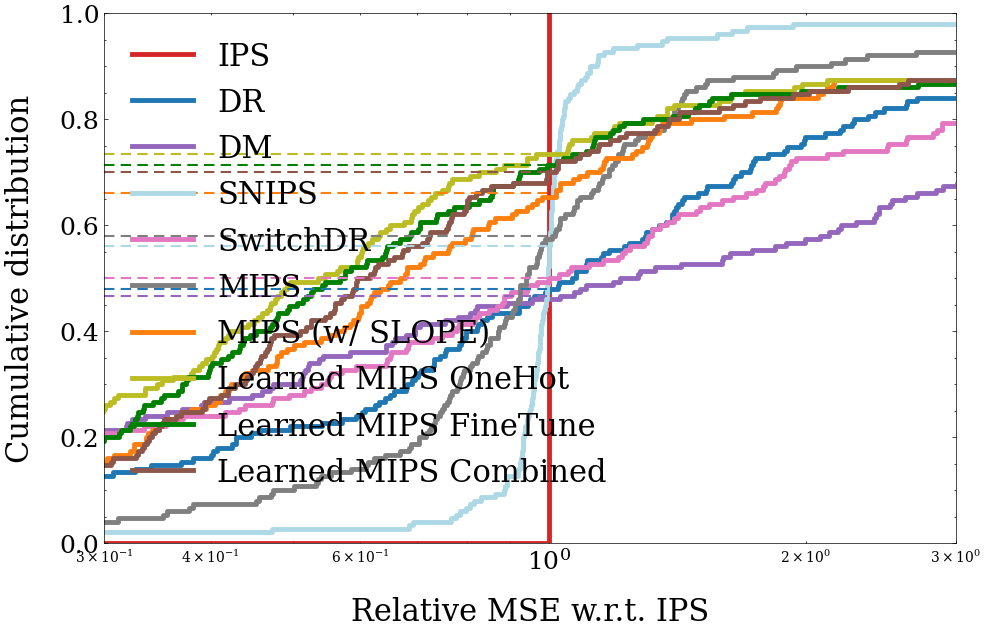 Cumulative distribution
1.0
0.8
0.6
0.4
0.2
0.0
IPS
DR
DM
SNIPS
SwitchDR
MIPS
MIPS (w/ SLOPE)
Learned MIPS OneHot
Learned MIPS FineTune
Learned MIPS Combined
3 × 10⁻¹ 4 × 10⁻¹ 6 × 10⁻¹ 10⁰ 2 × 10⁰ 3 × 10⁰
Relative MSE w.r.t. IPS